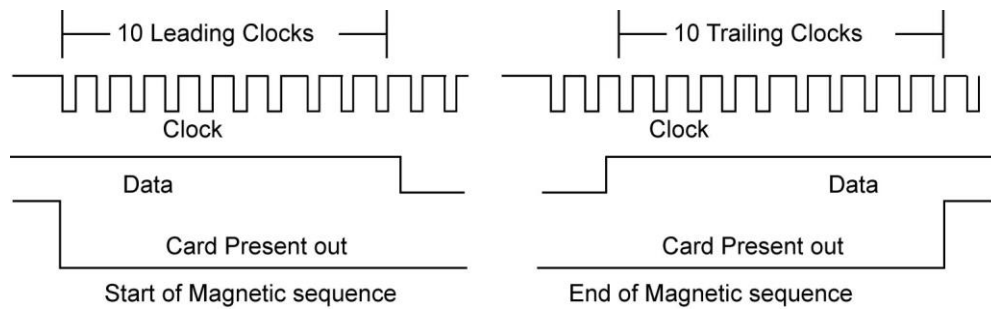 10 Leading Clocks
10 Trailing Clocks
Clock
Clock
Data
Data
Card Present out
Card Present out
Start of Magnetic sequence
End of Magnetic sequence